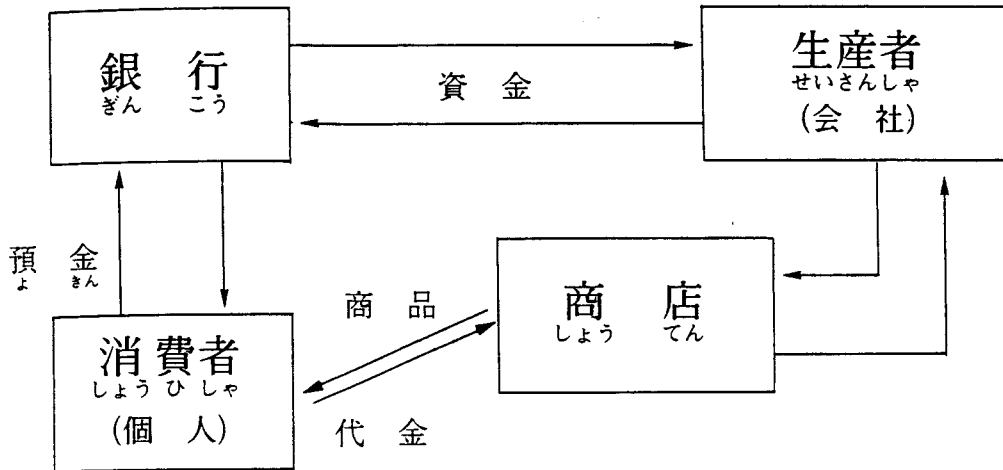 銀 行
ぎん こう
資 金
生産者
せいさんしゃ
(会 社)
預 金
よ きん
商 品
商 店
しょう てん
消費者
しょう ひ しゃ
(個 人)
代 金